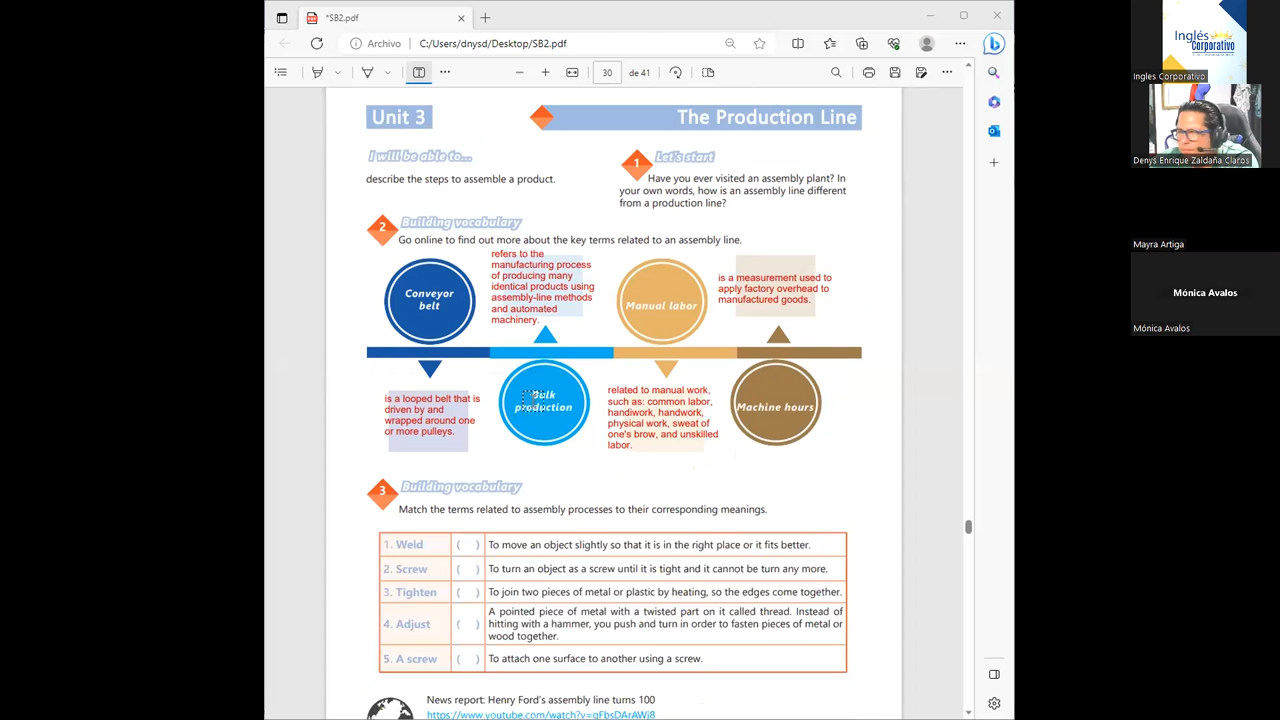 *SB2.pdf
Archivo
C:/Users/dnysd/Desktop/SB2.pdf
30
de 41
Unit 3
The Production Line
I will be able to...
describe the steps to assemble a product.
1
Let's start
Have you ever visited an assembly plant? In
your own words, how is an assembly line different
from a production line?
2
Building vocabulary
Go online to find out more about the key terms related to an assembly line.
Conveyor
belt
refers to the
manufacturing process
of producing many
identical products using
assembly-line methods
and automated
machinery.
Manual labor
is a measurement used to
apply factory overhead to
manufactured goods.
is a looped belt that is
driven by and
wrapped around one
or more pulleys.
Bulk
production
related to manual work,
such as: common labor,
handiwork, handwork,
physical work, sweat of
one's brow, and unskilled
labor.
Machine hours
3
Building vocabulary
Match the terms related to assembly processes to their corresponding meanings.
1. Weld ( ) To move an object slightly so that it is in the right place or it fits better.
2. Screw ( ) To turn an object as a screw until it is tight and it cannot be turn any more.
3. Tighten ( ) To join two pieces of metal or plastic by heating, so the edges come together.
4. Adjust ( ) A pointed piece of metal with a twisted part on it called thread. Instead of
hitting with a hammer, you push and turn in order to fasten pieces of metal or
wood together.
5. A screw ( ) To attach one surface to another using a screw.
News report: Henry Ford's assembly line turns 100
https://www.youtube.com/watch?v=gFbsDArAWj8
Inglés
Corporativo
Ingles Corporativo
Denys Enrique Zaldaña Claros
Mayra Artiga
Mónica Avalos
Mónica Avalos